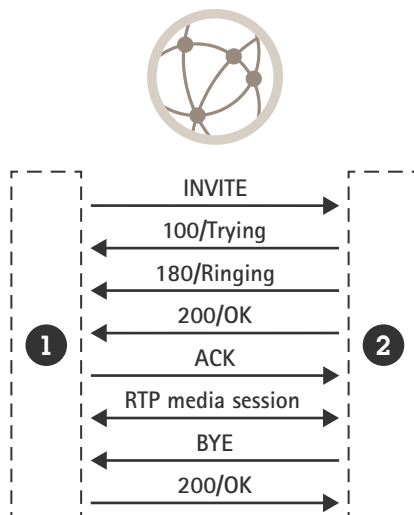 INVITE
100/Trying
180/Ringing
200/OK
1
2
ACK
RTP media session
BYE
200/OK